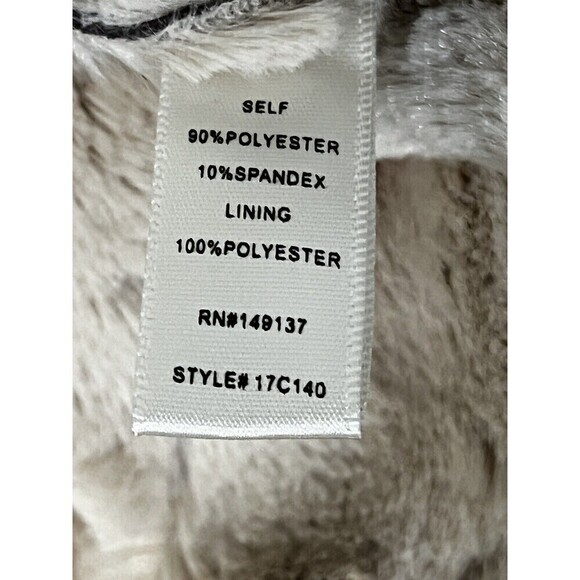 SELF
90%POLYESTER
10%SPANDEX
LINING
100%POLYESTER
RN#149137
STYLE# 17C140